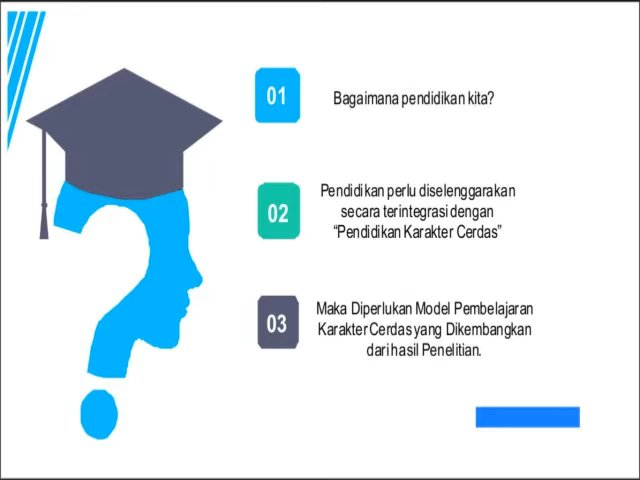 01
Bagaimana pendidikan kita?
02
Pendidikan perlu diselenggarakan
secara terintegrasi dengan
“Pendidikan Karakter Cerdas”
03
Maka Diperlukan Model Pembelajaran
Karakter Cerdas yang Dikembangkan
dari hasil Penelitian.